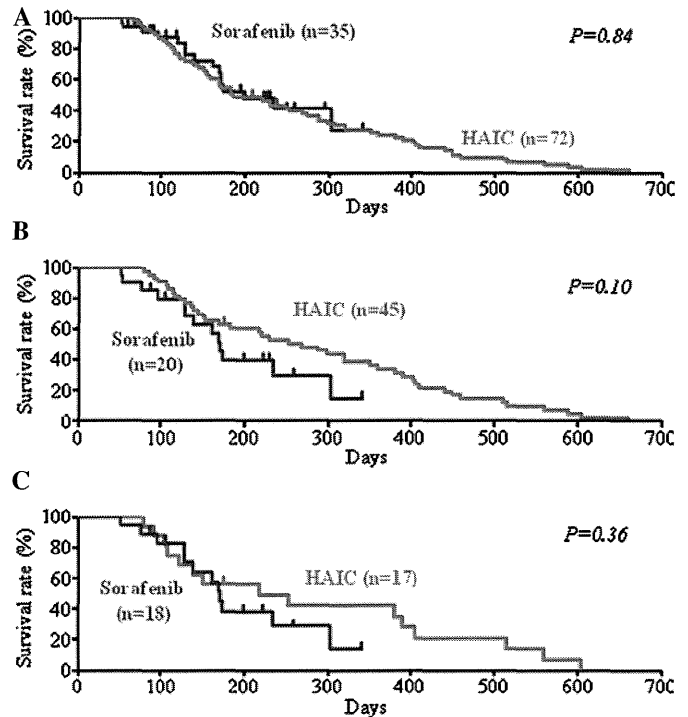 A
Survival rate (%)
100
80
60
40
20
0
Sorafenib (n=35)
P=0.84
HAIC (n=72)
0 100 200 300 400 500 600 700
Days
B
Survival rate (%)
100
80
60
40
20
0
P=0.10
HAIC (n=45)
Sorafenib
(n=20)
0 100 200 300 400 500 600 700
Days
C
Survival rate (%)
100
80
60
40
20
0
P=0.36
HAIC (n=17)
Sorafenib
(n=18)
0 100 200 300 400 500 600 700
Days